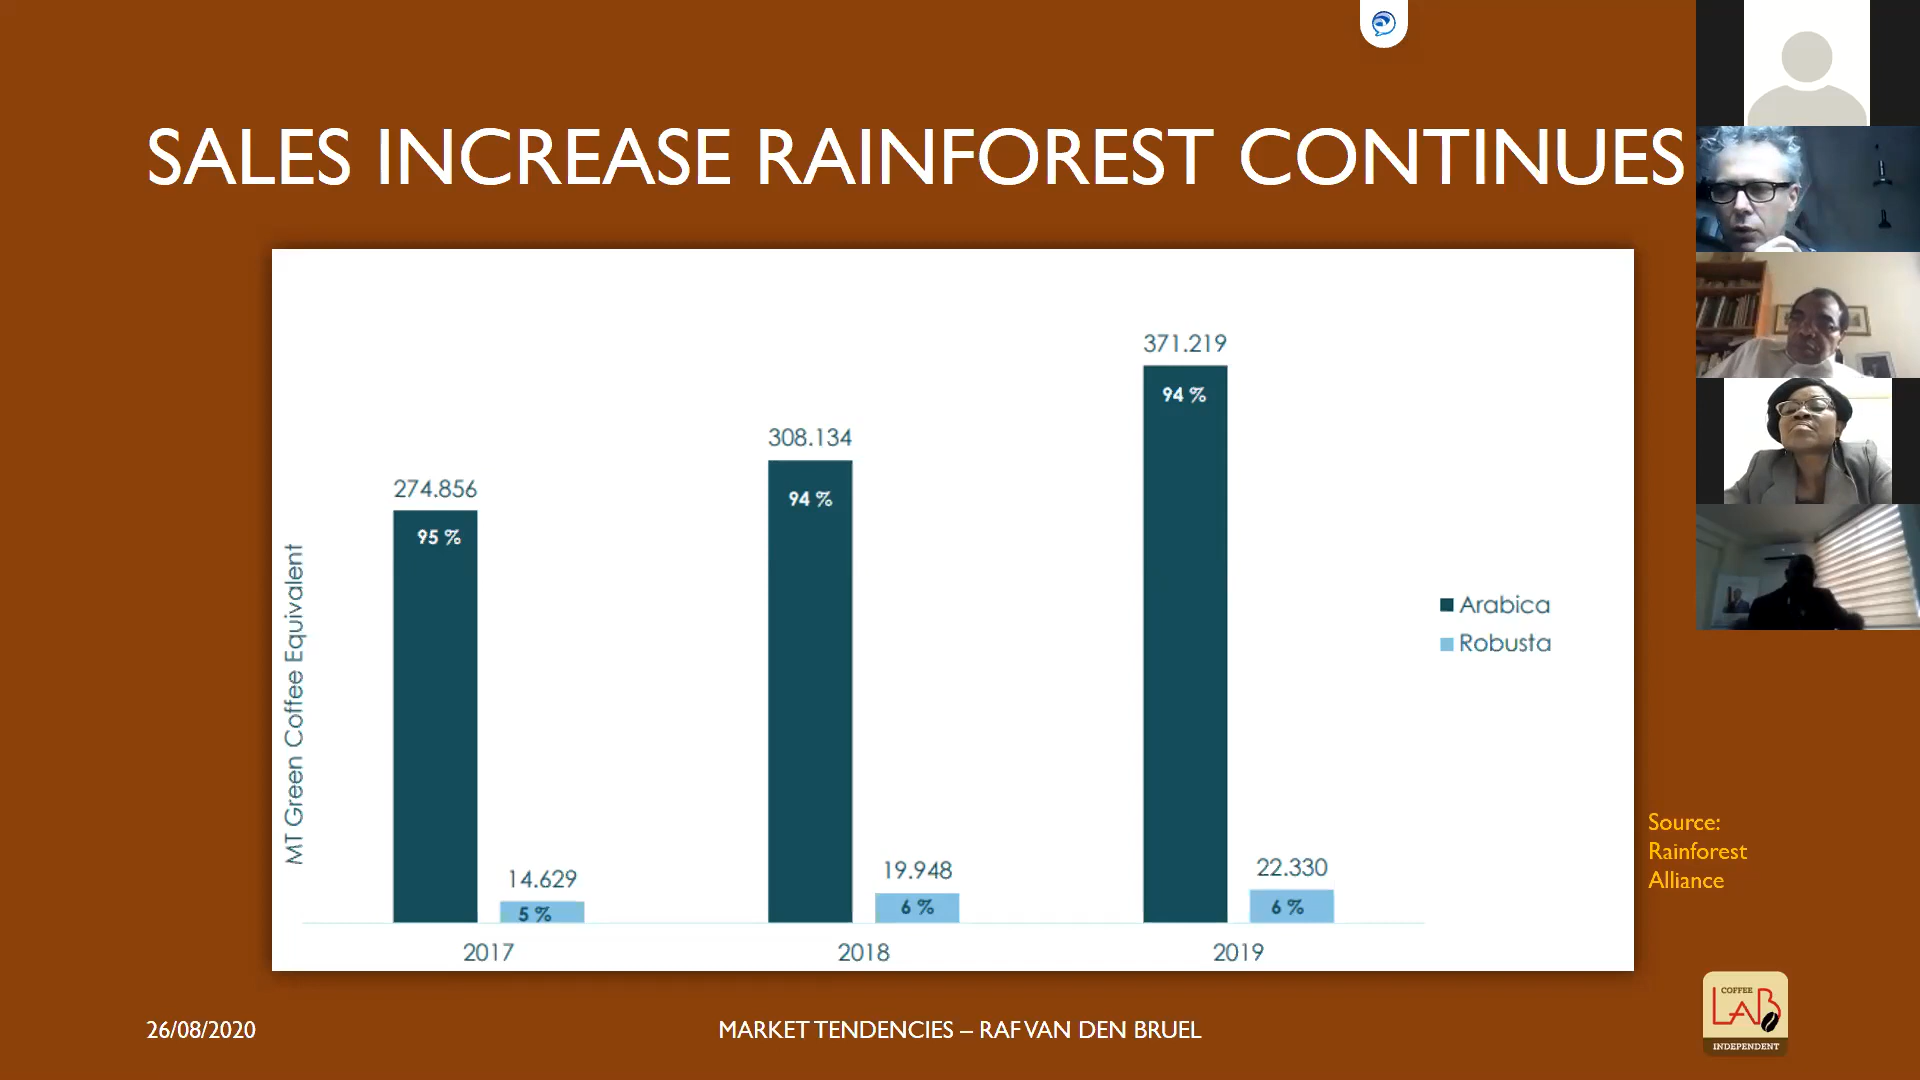 SALES INCREASE RAINFOREST CONTINUES
MT Green Coffee Equivalent
274.856
95 %
14.629
5 %
308.134
94 %
19.948
6 %
371.219
94 %
22.330
6 %
2017
2018
2019
Arabica
Robusta
Source:
Rainforest
Alliance
26/08/2020
MARKET TENDENCIES – RAF VAN DEN BRUEL
COFFEE
LAB
INDEPENDENT